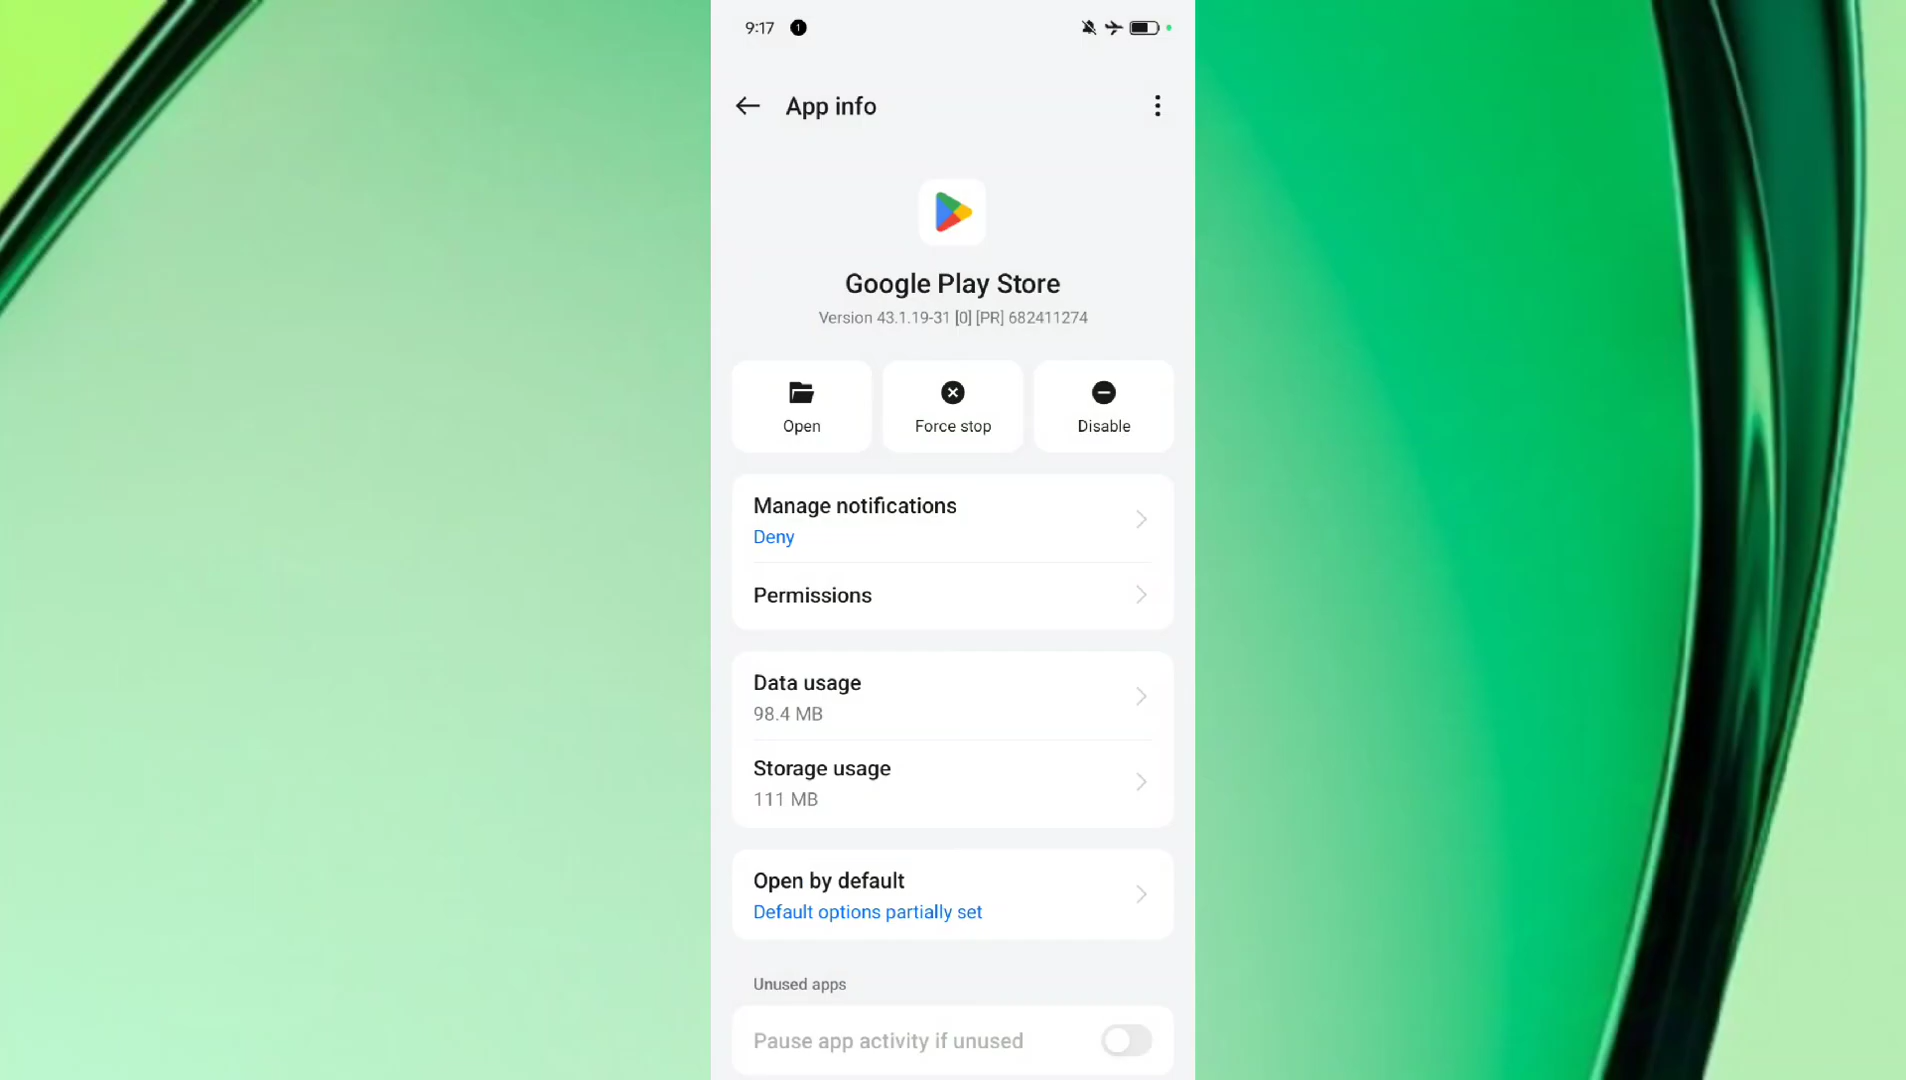 9:17
1
App info
Google Play Store
Version 43.1.19-31 [0] [PR] 682411274
Open
Force stop
Disable
Manage notifications
Deny
Permissions
Data usage
98.4 MB
Storage usage
111 MB
Open by default
Default options partially set
Unused apps
Pause app activity if unused